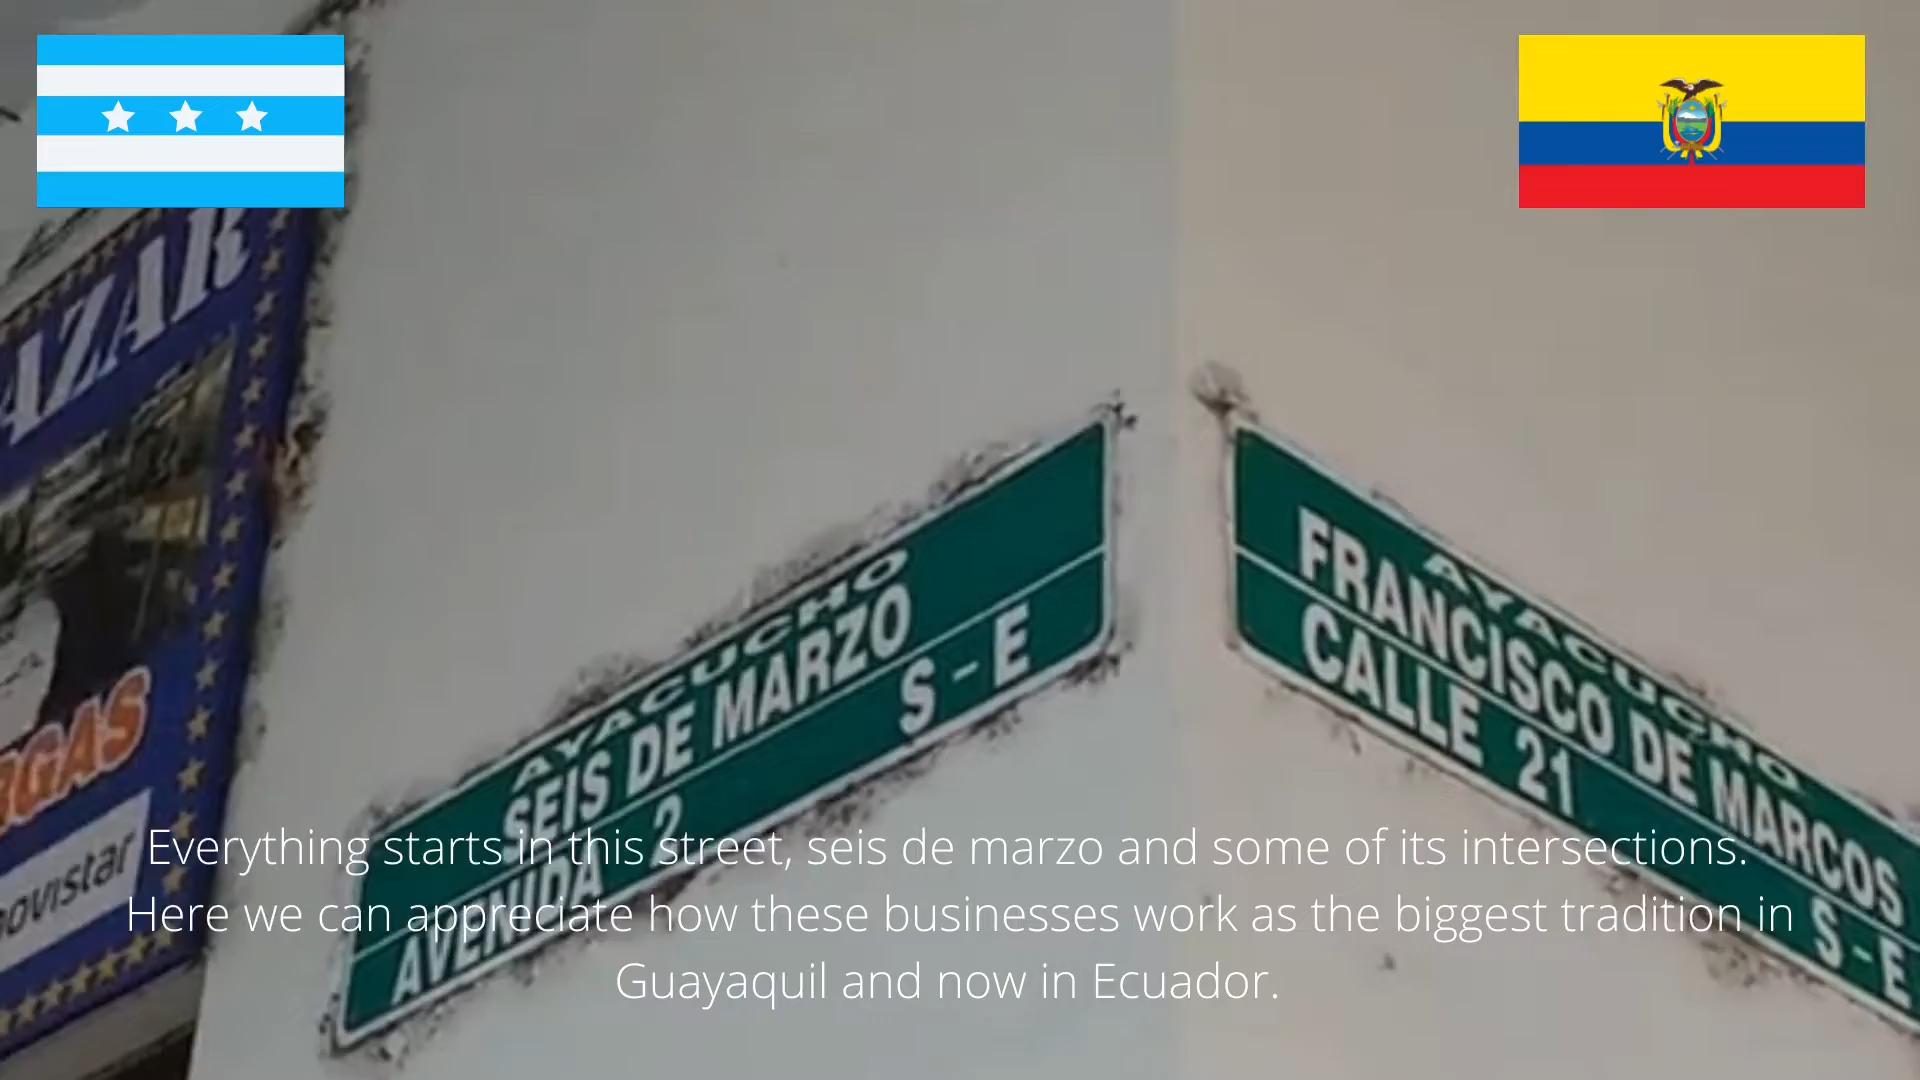 AZAR
RGAS
movistar
AYACUCHO
SEIS DE MARZO
S - E
AVENIDA 2
AYACUCHO
FRANCISCO DE MARCOS
CALLE 21
S - E
Everything starts in this street, seis de marzo and some of its intersections.
Here we can appreciate how these businesses work as the biggest tradition in
Guayaquil and now in Ecuador.